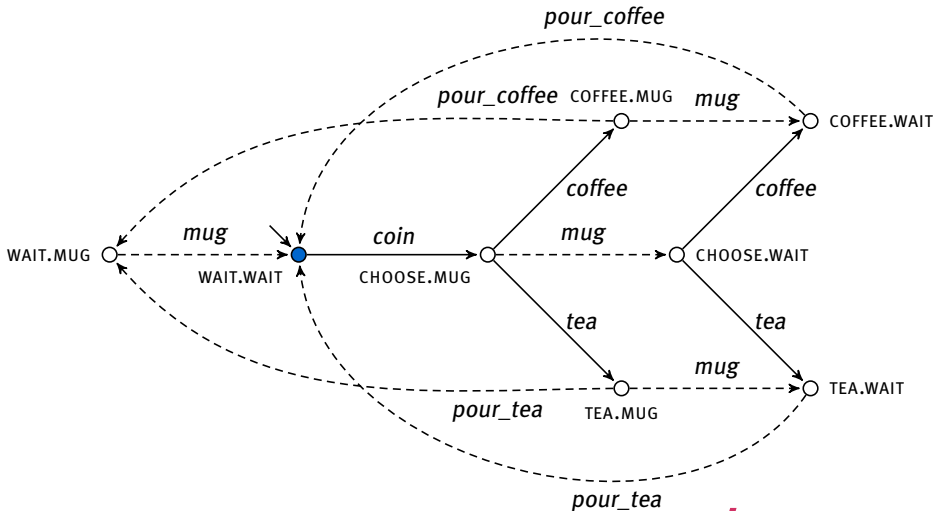 pour_coffee
pour_coffee
COFFEE.MUG
mug
COFFEE.WAIT
coffee
coffee
mug
coin
mug
WAIT.MUG
WAIT.WAIT
CHOOSE.MUG
CHOOSE.WAIT
tea
tea
mug
pour_tea
TEA.MUG
TEA.WAIT
pour_tea